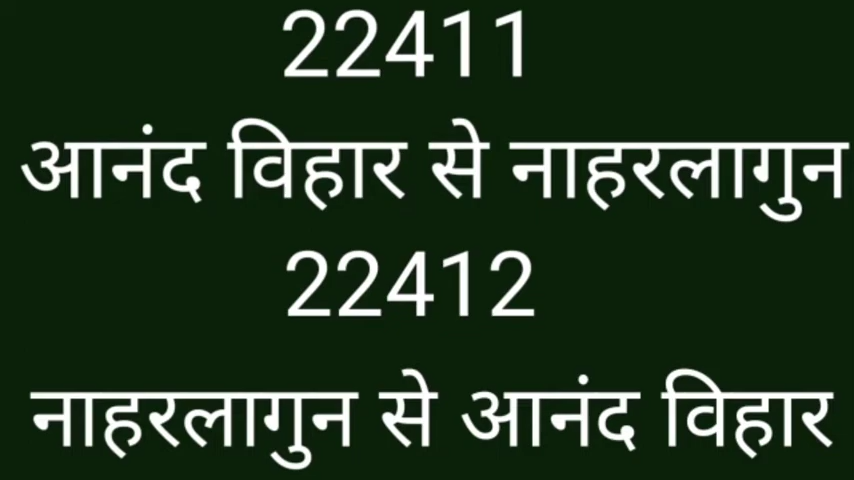 22411
आनंद विहार से नाहरलागुन
22412
नाहरलागुन से आनंद विहार